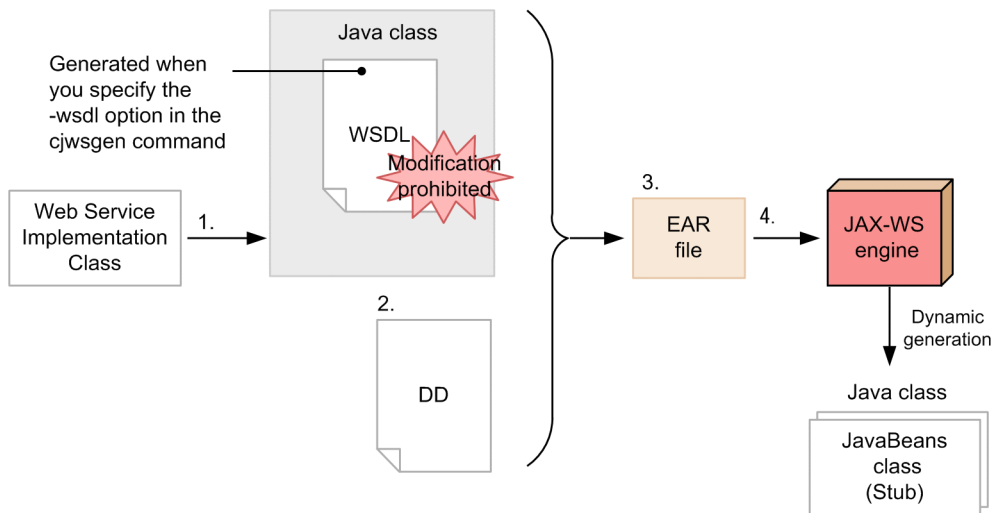 Java class
Generated when
you specify the
-wsdl option in the
cjwsgen command
WSDL
Modification
prohibited
Web Service
Implementation
Class
1.
2.
DD
3.
EAR
file
4.
JAX-WS
engine
Dynamic
generation
Java class
JavaBeans
class
(Stub)